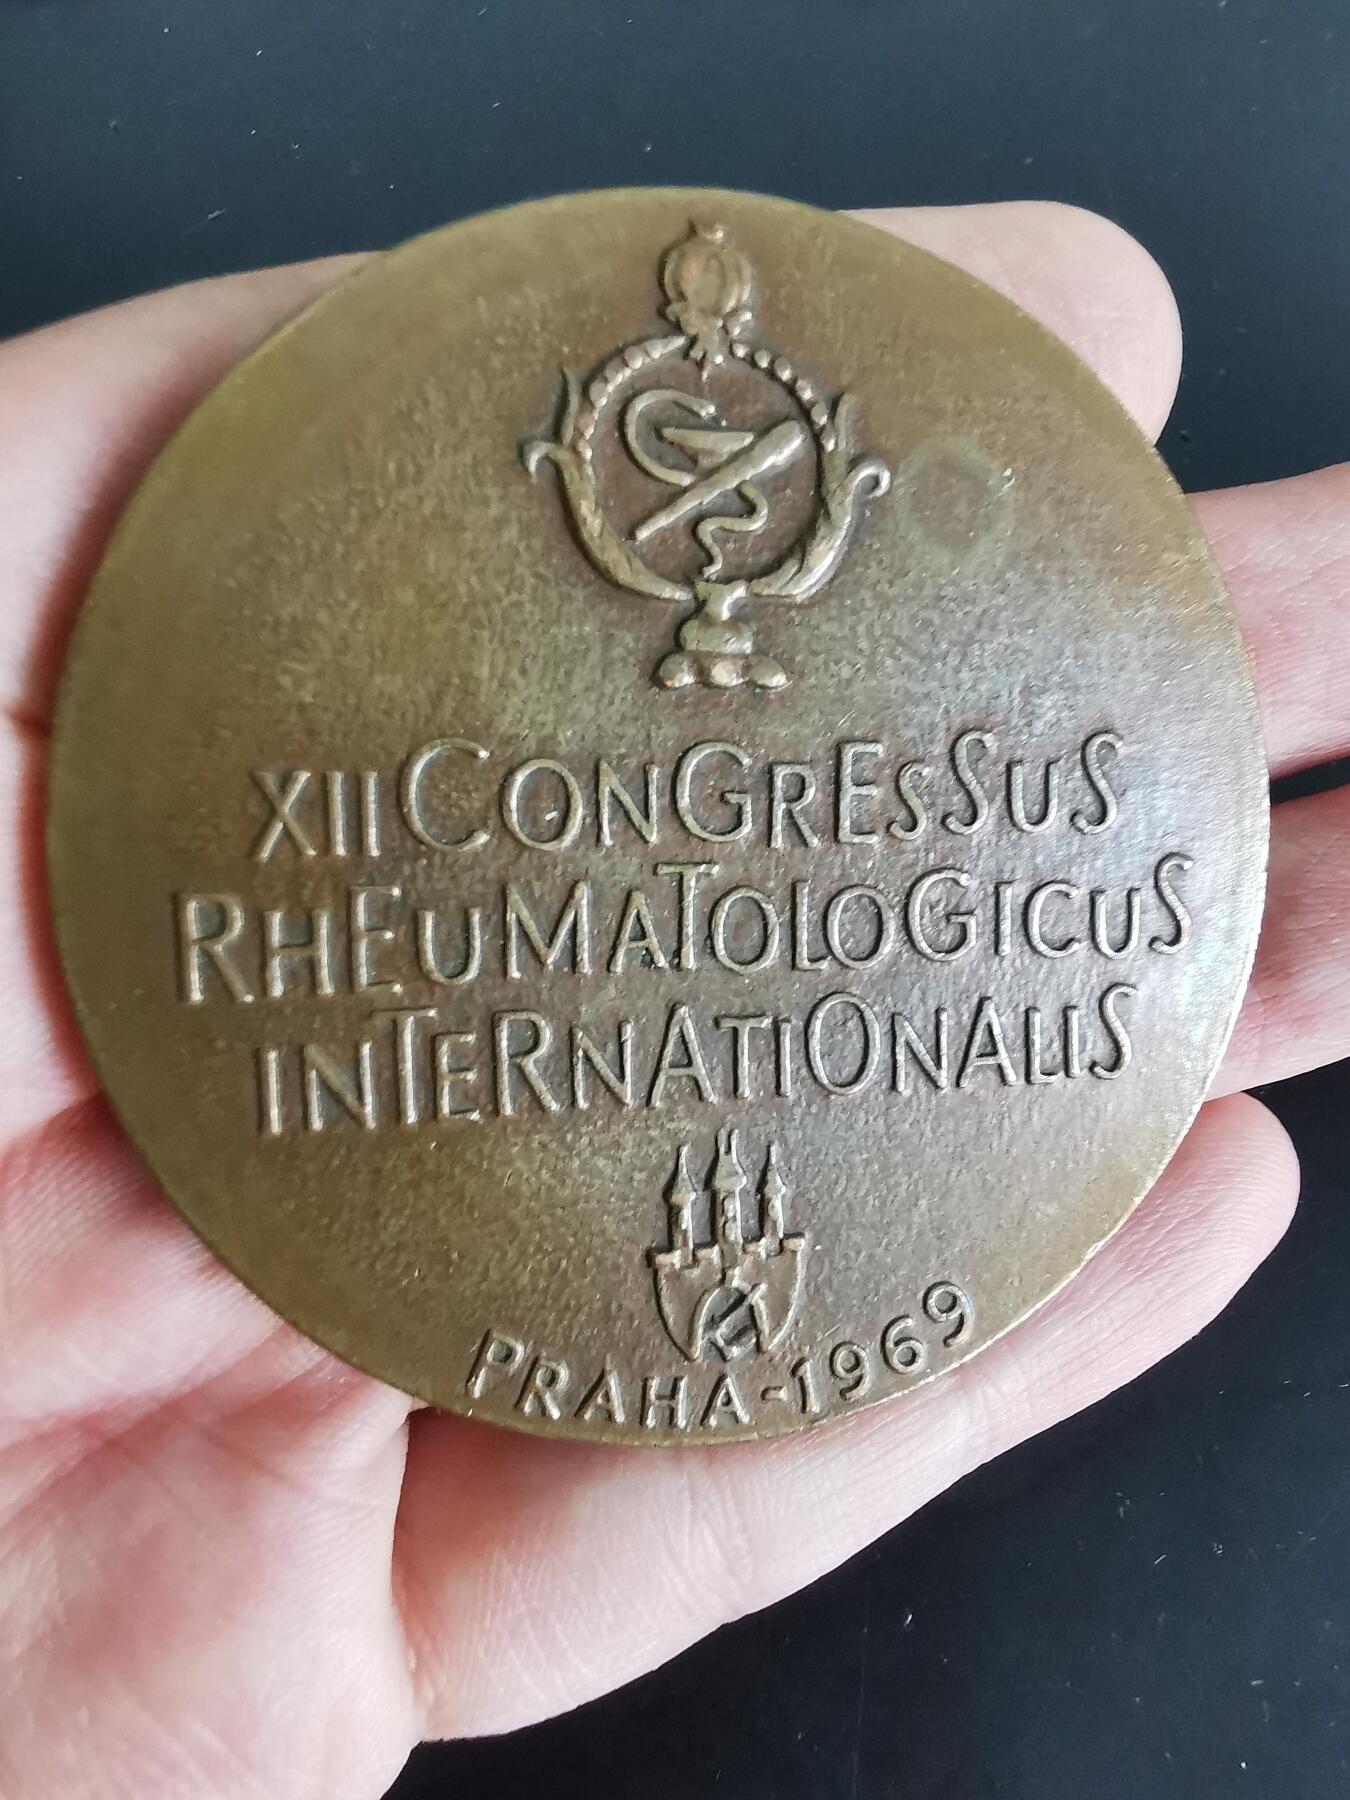 XII CONGRESSUS
RHEUMATOLOGICUS
INTERNATIONALIS
PRAHA-1969